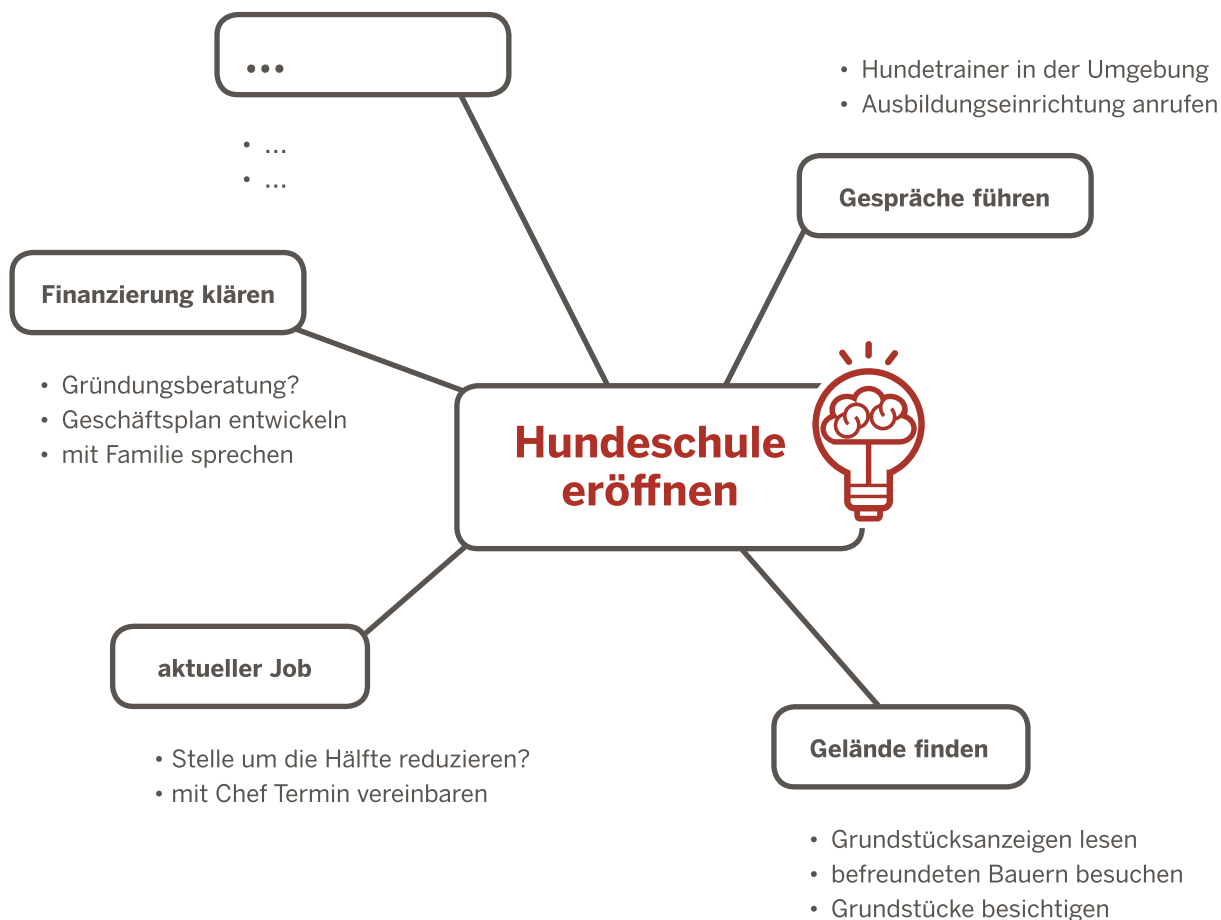 ...
• ...
• ...
• Hundetrainer in der Umgebung
• Ausbildungseinrichtung anrufen
Gespräche führen
Finanzierung klären
• Gründungsberatung?
• Geschäftsplan entwickeln
• mit Familie sprechen
Hundeschule
eröffnen
aktueller Job
• Stelle um die Hälfte reduzieren?
• mit Chef Termin vereinbaren
Gelände finden
• Grundstücksanzeigen lesen
• befreundeten Bauern besuchen
• Grundstücke besichtigen